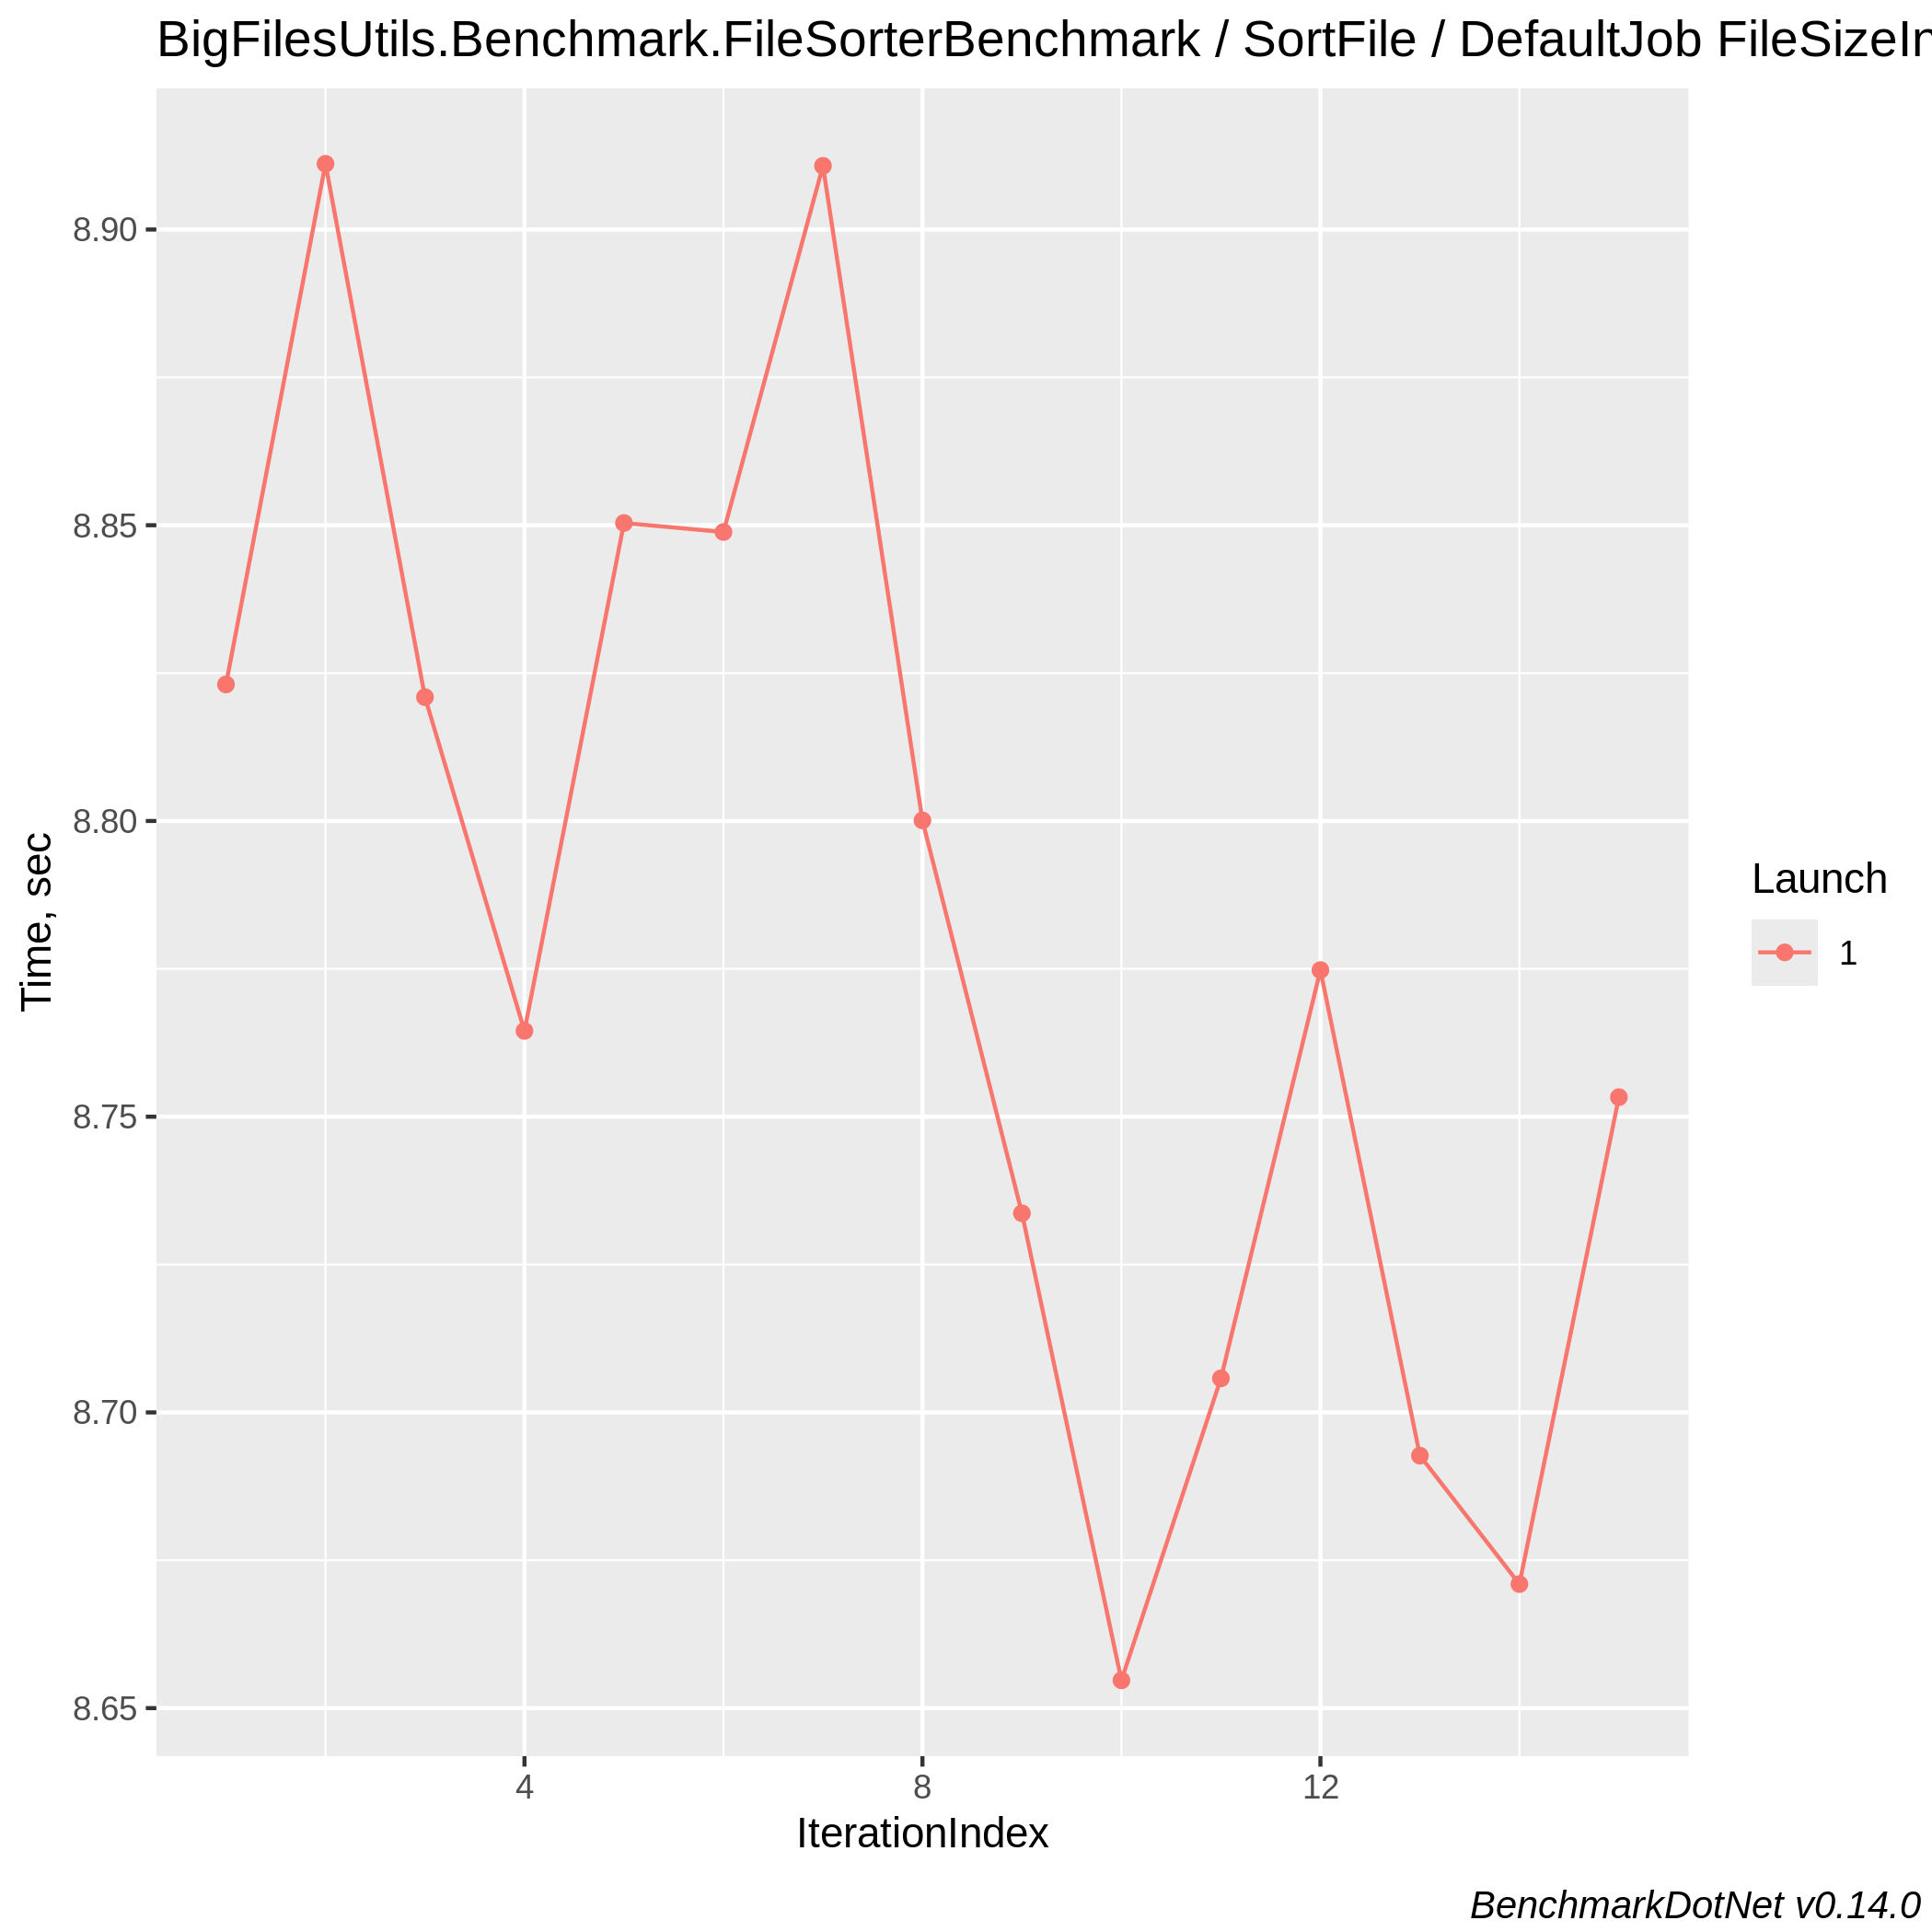 BigFilesUtils.Benchmark.FileSorterBenchmark / SortFile / DefaultJob FileSizeIn
8.90
8.85
8.80
8.75
8.70
8.65
Time, sec
4 8 12
IterationIndex
Launch
1
BenchmarkDotNet v0.14.0